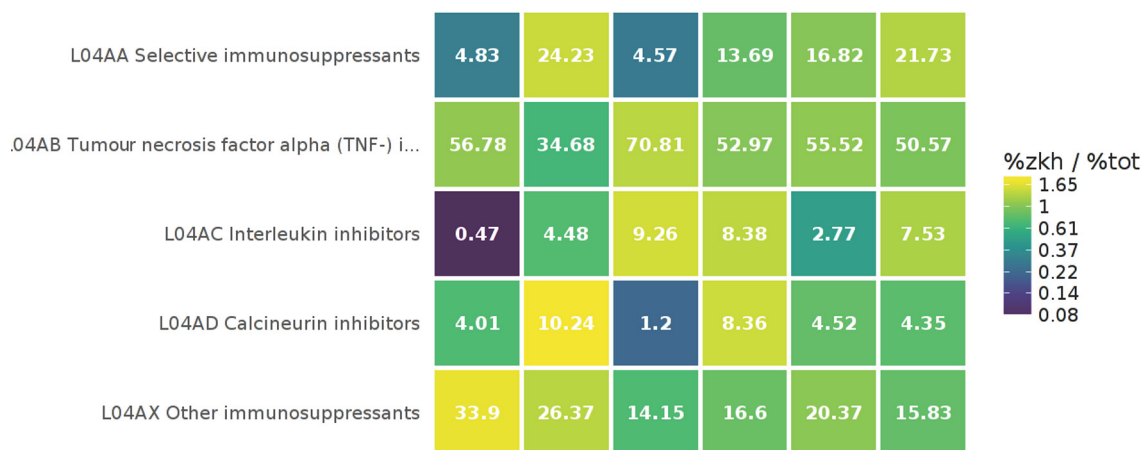 L04AA Selective immunosuppressants 4.83 24.23 4.57 13.69 16.82 21.73
.04AB Tumour necrosis factor alpha (TNF-) i... 56.78 34.68 70.81 52.97 55.52 50.57
L04AC Interleukin inhibitors 0.47 4.48 9.26 8.38 2.77 7.53
L04AD Calcineurin inhibitors 4.01 10.24 1.2 8.36 4.52 4.35
L04AX Other immunosuppressants 33.9 26.37 14.15 16.6 20.37 15.83
%zkh / %tot
1.65
1
0.61
0.37
0.22
0.14
0.08